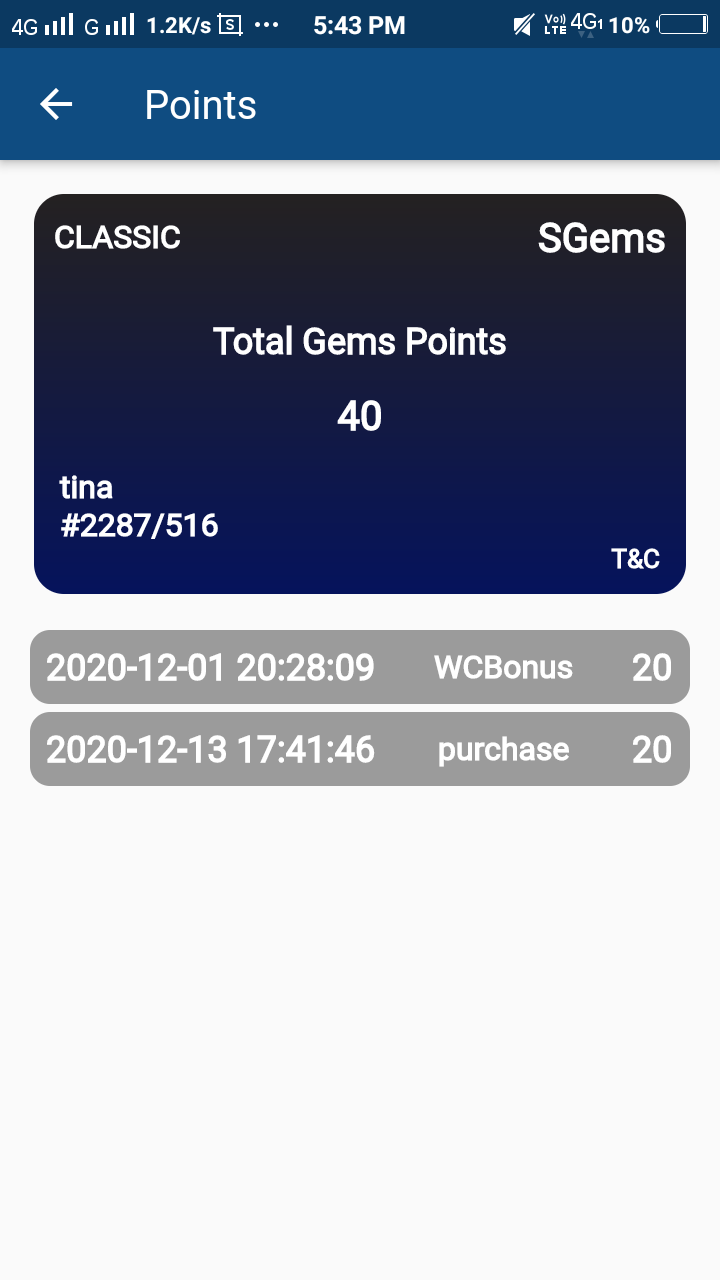 4G G 1.2K/s S ... 5:43 PM Vo)) LTE 4G1 10%
Points
CLASSIC SGems
Total Gems Points
40
tina
#2287/516
T&C
2020-12-01 20:28:09 WCBonus 20
2020-12-13 17:41:46 purchase 20